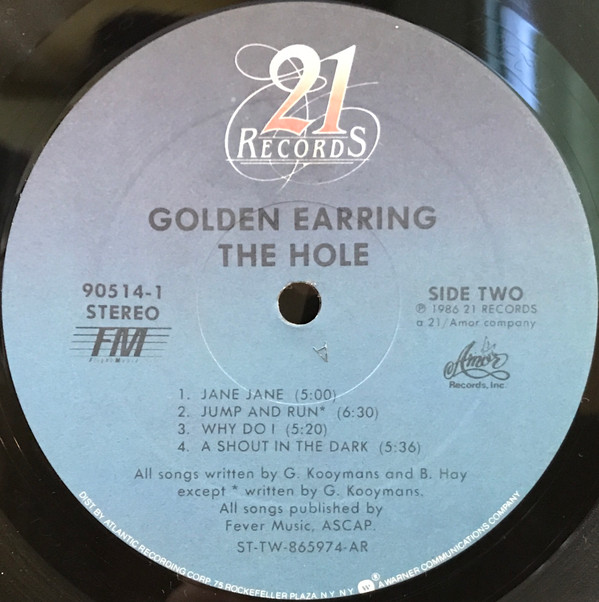 21
RECORDS
GOLDEN EARRING
THE HOLE
90514-1
STEREO
FM
SIDE TWO
℗ 1986 21 RECORDS
a 21/Amor company
Amor
Records, Inc.
1. JANE JANE (5:00)
2. JUMP AND RUN* (6:30)
3. WHY DO I (5:20)
4. A SHOUT IN THE DARK (5:36)
All songs written by G. Kooymans and B. Hay
except * written by G. Kooymans.
All songs published by
Fever Music, ASCAP.
ST-TW-865974-AR
DIST. BY ATLANTIC RECORDING CORP. 75 ROCKEFELLER PLAZA, N.Y. N.Y. ® A WARNER COMMUNICATIONS COMPANY